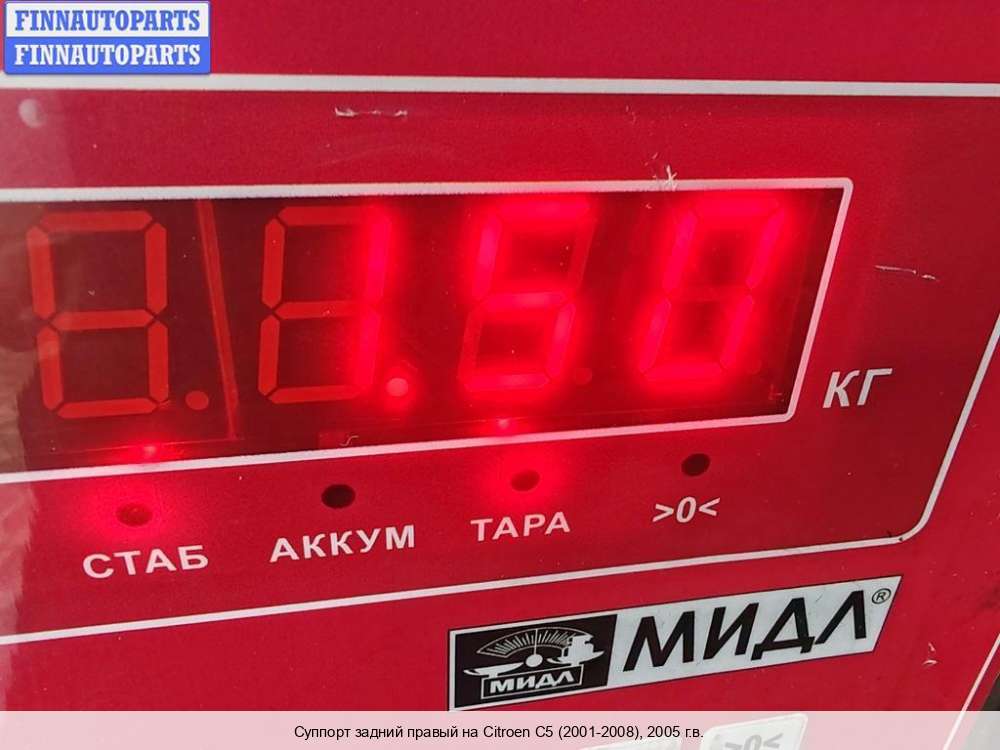 FINNAUTOPARTS
FINNAUTOPARTS
1.60
КГ
СТАБ
АККУМ
ТАРА
>0<
МИДЛ
МИДЛ®
>0<
Суппорт задний правый на Citroen C5 (2001-2008), 2005 г.в.